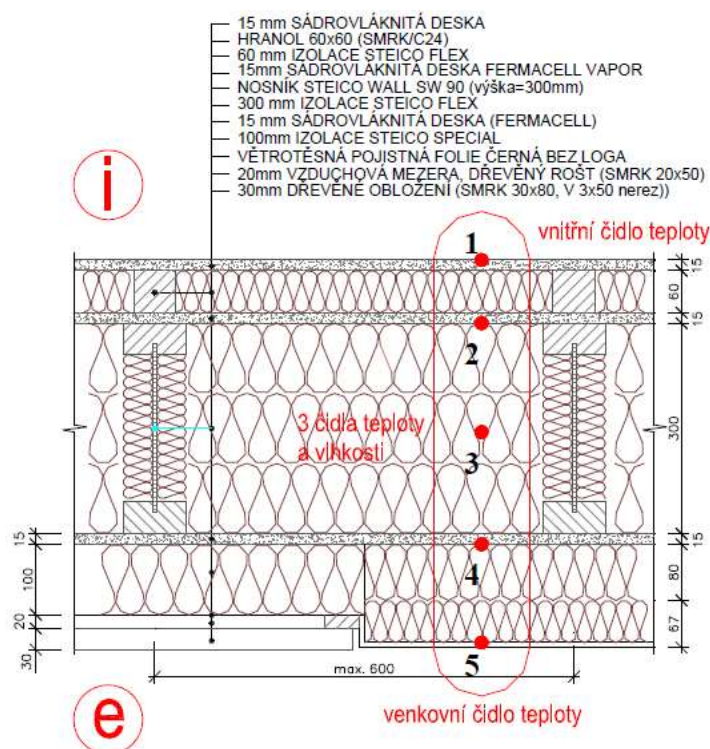 15 mm SÁDROVLÁKNITÁ DESKA
HRANOL 60x60 (SMRK/C24)
60 mm IZOLACE STEICO FLEX
15mm SÁDROVLÁKNITÁ DESKA FERMACELL VAPOR
NOSNÍK STEICO WALL SW 90 (výška=300mm)
300 mm IZOLACE STEICO FLEX
15 mm SÁDROVLÁKNITÁ DESKA (FERMACELL)
100mm IZOLACE STEICO SPECIAL
VĚTROTĚSNÁ POJISTNÁ FOLIE ČERNÁ BEZ LOGA
20mm VZDUCHOVÁ MEZERA, DŘEVĚNÝ ROŠT (SMRK 20x50)
30mm DŘEVĚNÉ OBLOŽENÍ (SMRK 30x80, V 3x50 nerez))
i
vnitřní čidlo teploty
1
15
60
2
15
3 čidla teploty
a vlhkosti
3
300
15
4
15
100
80
20
67
30
5
max. 600
e
venkovní čidlo teploty